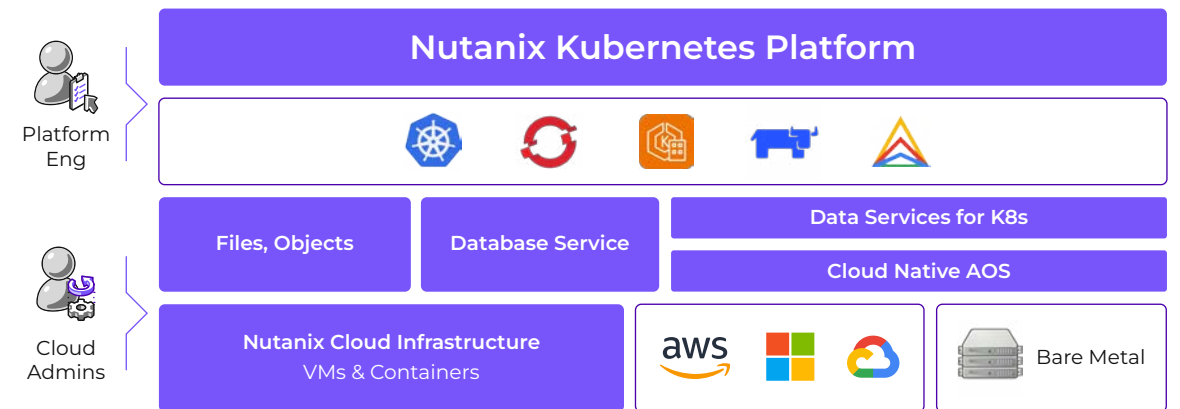 Nutanix Kubernetes Platform
Platform
Eng
Files, Objects
Database Service
Data Services for K8s
Cloud Native AOS
Cloud
Admins
Nutanix Cloud Infrastructure
VMs & Containers
aws
Bare Metal